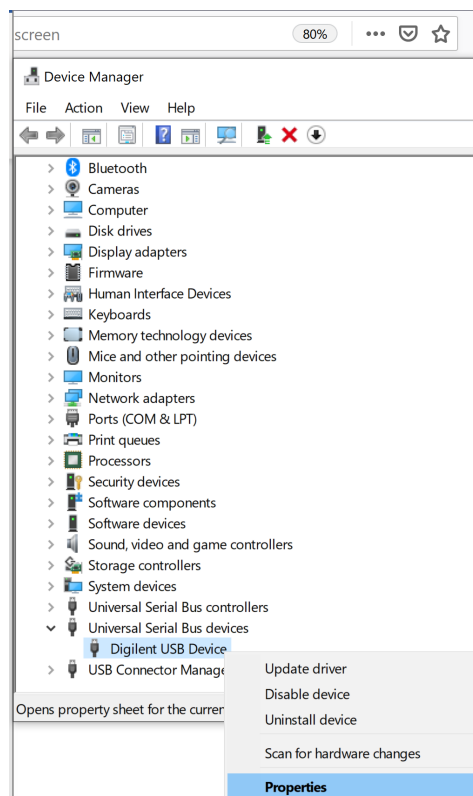 screen
80%
Device Manager
File Action View Help
Bluetooth
Cameras
Computer
Disk drives
Display adapters
Firmware
Human Interface Devices
Keyboards
Memory technology devices
Mice and other pointing devices
Monitors
Network adapters
Ports (COM & LPT)
Print queues
Processors
Security devices
Software components
Software devices
Sound, video and game controllers
Storage controllers
System devices
Universal Serial Bus controllers
Universal Serial Bus devices
Digilent USB Device
USB Connector Manage
Opens property sheet for the curren
Update driver
Disable device
Uninstall device
Scan for hardware changes
Properties